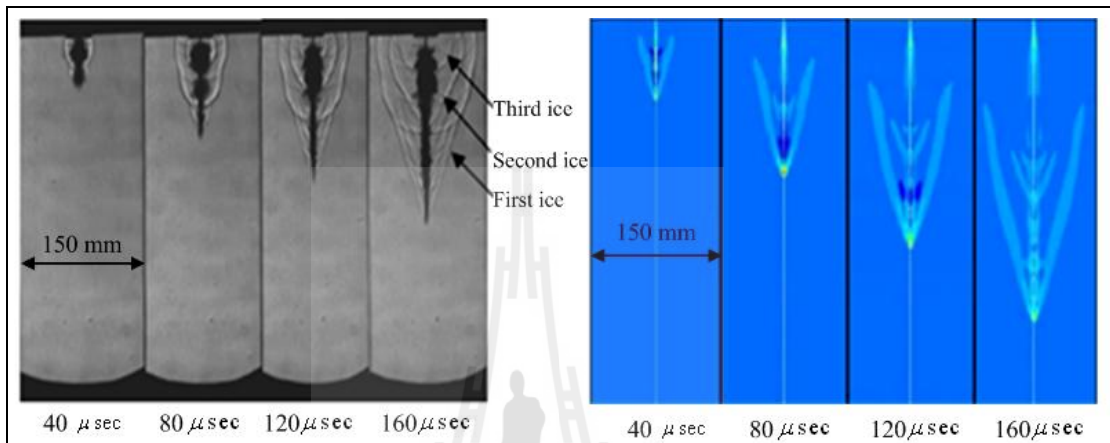 Third ice
Second ice
First ice
150 mm
150 mm
40 μsec
80 μsec
120 μsec
160 μsec
40 μsec
80 μsec
120 μsec
160 μsec